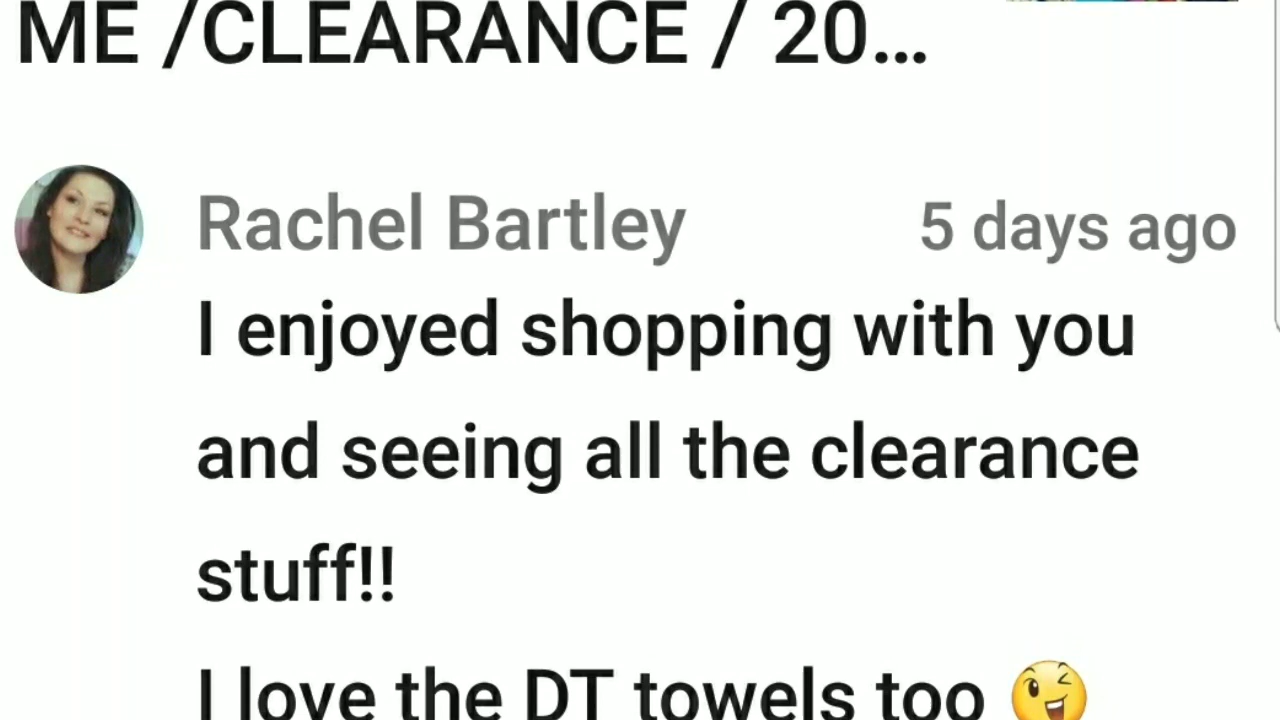 ME /CLEARANCE / 20...
Rachel Bartley 5 days ago
I enjoyed shopping with you
and seeing all the clearance
stuff!!
I love the DT towels too 😜